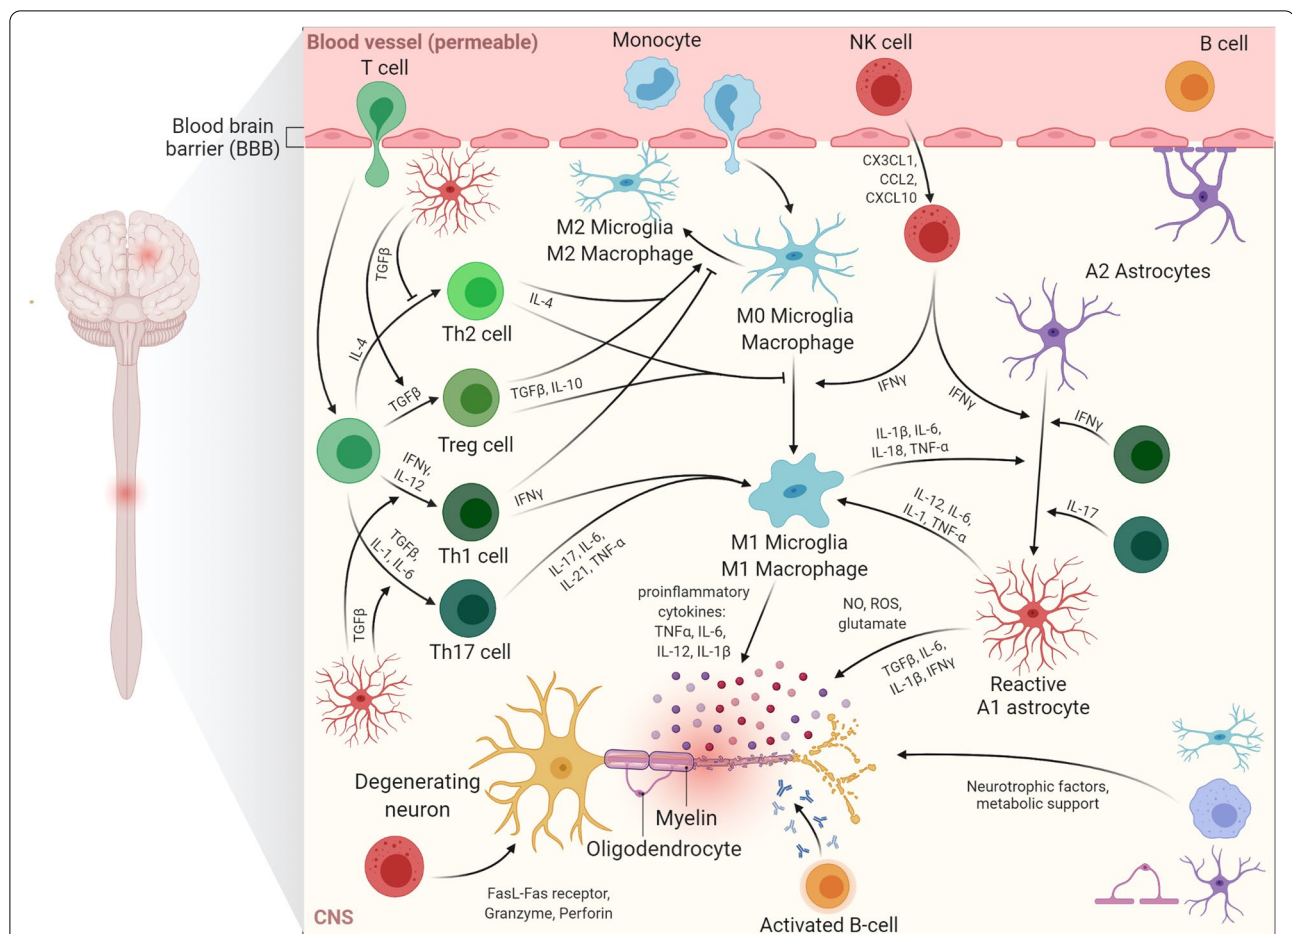 Blood vessel (permeable)
T cell
Monocyte
NK cell
B cell
Blood brain
barrier (BBB)
CX3CL1,
CCL2,
CXCL10
M2 Microglia
M2 Macrophage
A2 Astrocytes
TGFβ
IL-4
Th2 cell
IL-4
M0 Microglia
Macrophage
TGFβ
TGFβ, IL-10
Treg cell
IFNγ
IFNγ
IFNγ
IL-1β, IL-6,
IL-18, TNF-α
IFNγ,
IL-12
IFNγ
Th1 cell
IL-12, IL-6,
IL-1, TNF-α
IL-17
TGFβ,
IL-1, IL-6
IL-17, IL-6,
IL-21, TNF-α
M1 Microglia
M1 Macrophage
TGFβ
Th17 cell
proinflammatory
cytokines:
TNFα, IL-6,
IL-12, IL-1β
NO, ROS,
glutamate
TGFβ, IL-6,
IL-1β, IFNγ
Reactive
A1 astrocyte
Degenerating
neuron
Myelin
Oligodendrocyte
Neurotrophic factors,
metabolic support
FasL-Fas receptor,
Granzyme, Perforin
Activated B-cell
CNS